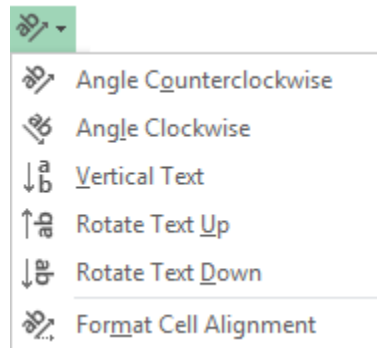 Angle Counterclockwise
Angle Clockwise
Vertical Text
Rotate Text Up
Rotate Text Down
Format Cell Alignment